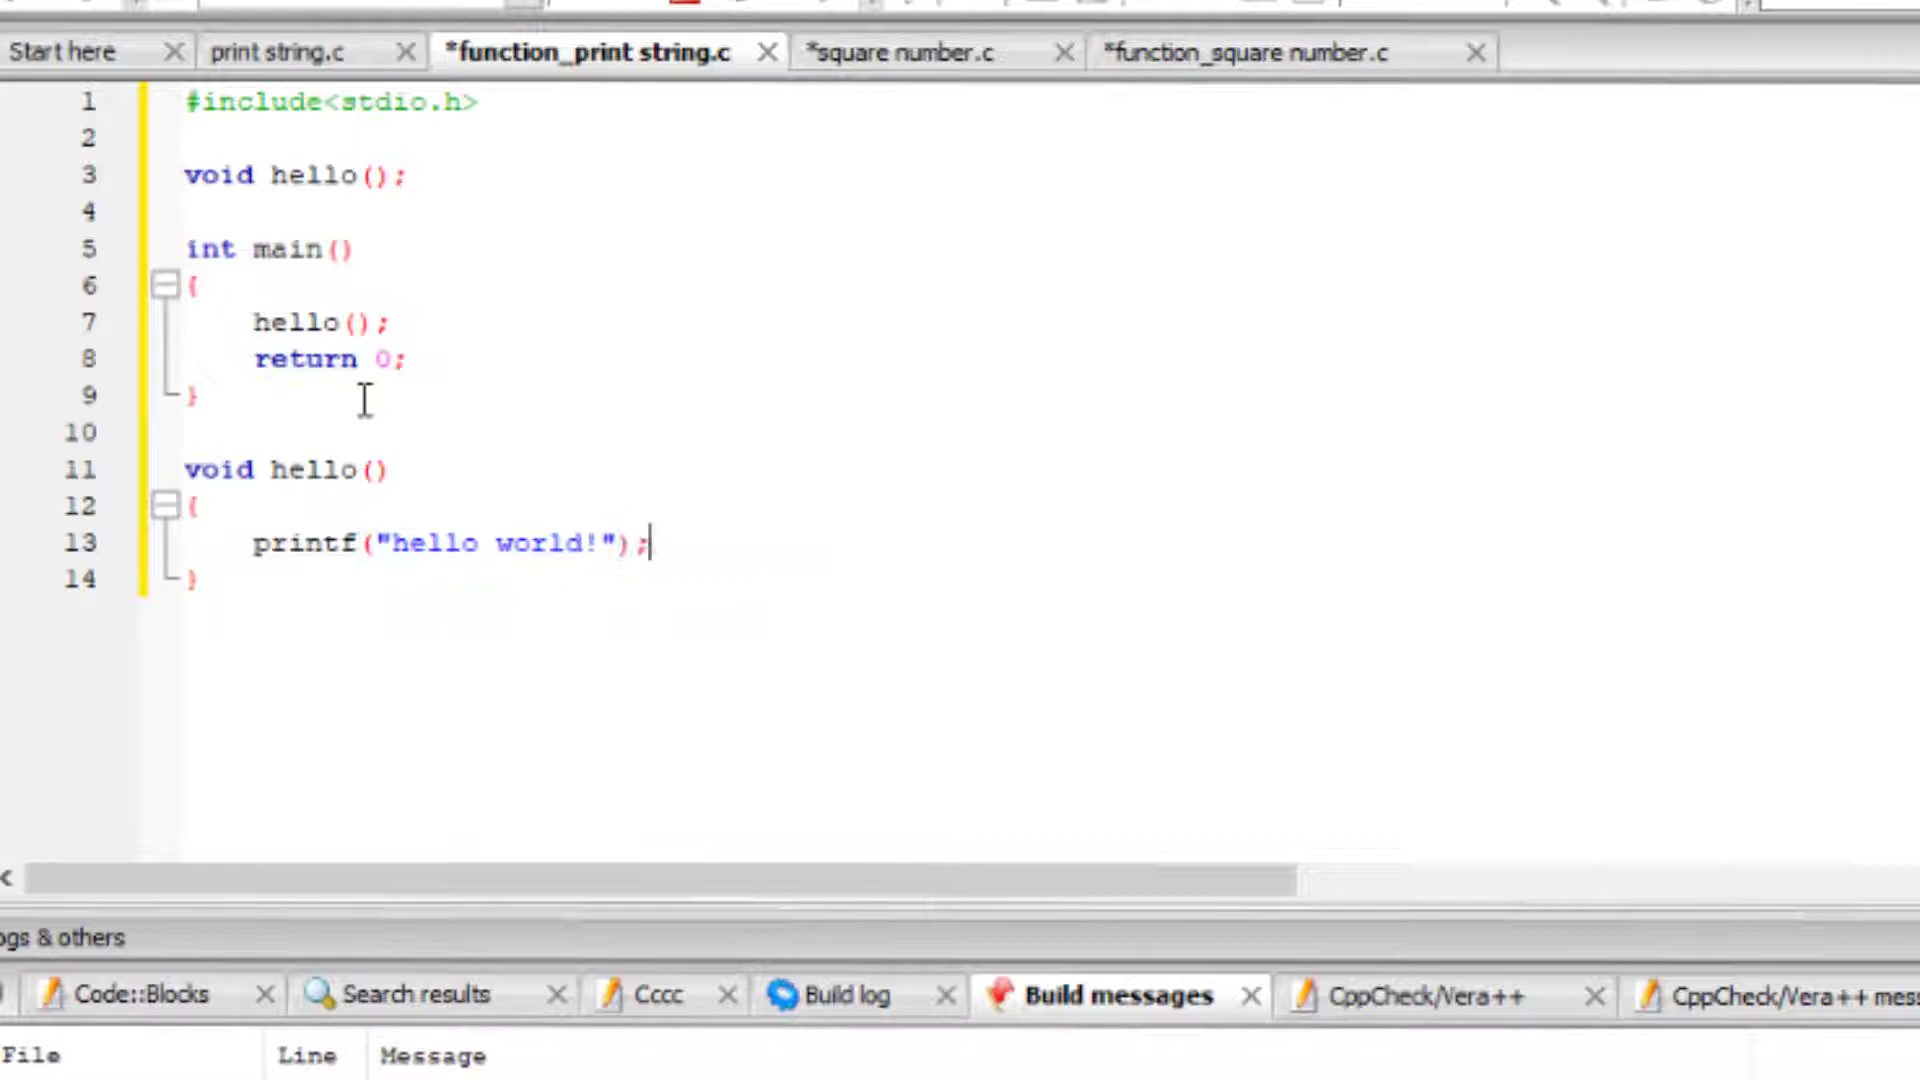 Start here print string.c *function_print string.c *square number.c *function_square number.c
1 #include<stdio.h>
2
3 void hello();
4
5 int main()
6 {
7 hello();
8 return 0;
9 }
10
11 void hello()
12 {
13 printf("hello world!");
14 }
ogs & others
Code::Blocks Search results Cccc Build log Build messages CppCheck/Vera++ CppCheck/Vera++ mess
File Line Message